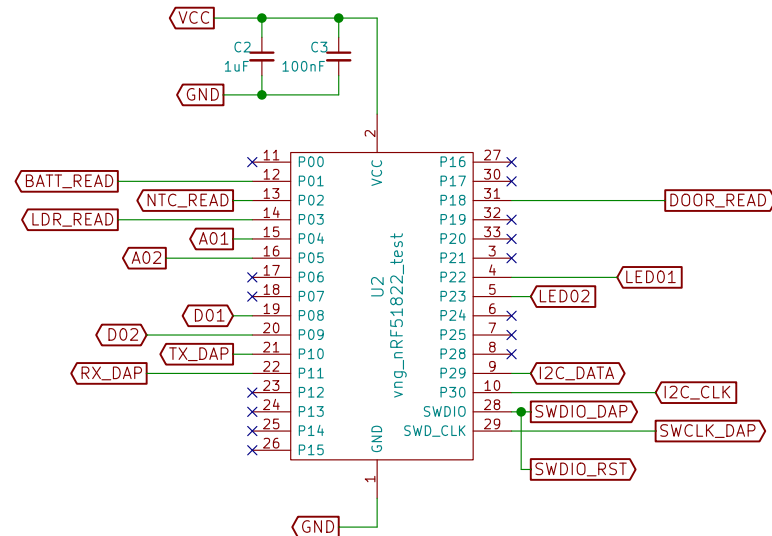 VCC
C2
C3
1uF
100nF
GND
2
VCC
11 P00 P16 27
BATT_READ 12 P01 P17 30
NTC_READ 13 P02 P18 31 DOOR_READ
LDR_READ 14 P03 P19 32
A01 15 P04 P20 33
A02 16 P05 P21 3
17 P06 P22 4 LED01
18 P07 P23 5 LED02
D01 19 P08 P24 6
D02 20 P09 P25 7
TX_DAP 21 P10 P28 8
RX_DAP 22 P11 P29 9 I2C_DATA
23 P12 P30 10 I2C_CLK
24 P13 SWDIO 28 SWDIO_DAP
25 P14 SWD_CLK 29 SWCLK_DAP
26 P15
SWDIO_RST
U2
vng_nRF51822_test
GND
1
GND